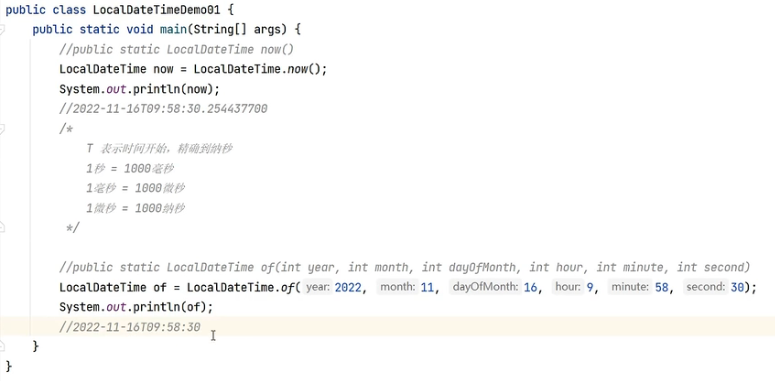 public class LocalDateTimeDemo01 {
public static void main(String[] args) {
//public static LocalDateTime now()
LocalDateTime now = LocalDateTime.now();
System.out.println(now);
//2022-11-16T09:58:30.254437700
/*
T 表示时间开始，精确到纳秒
1秒 = 1000毫秒
1毫秒 = 1000微秒
1微秒 = 1000纳秒
*/
//public static LocalDateTime of(int year, int month, int dayOfMonth, int hour, int minute, int second)
LocalDateTime of = LocalDateTime.of( year: 2022, month: 11, dayOfMonth: 16, hour: 9, minute: 58, second: 30);
System.out.println(of);
//2022-11-16T09:58:30
}
}